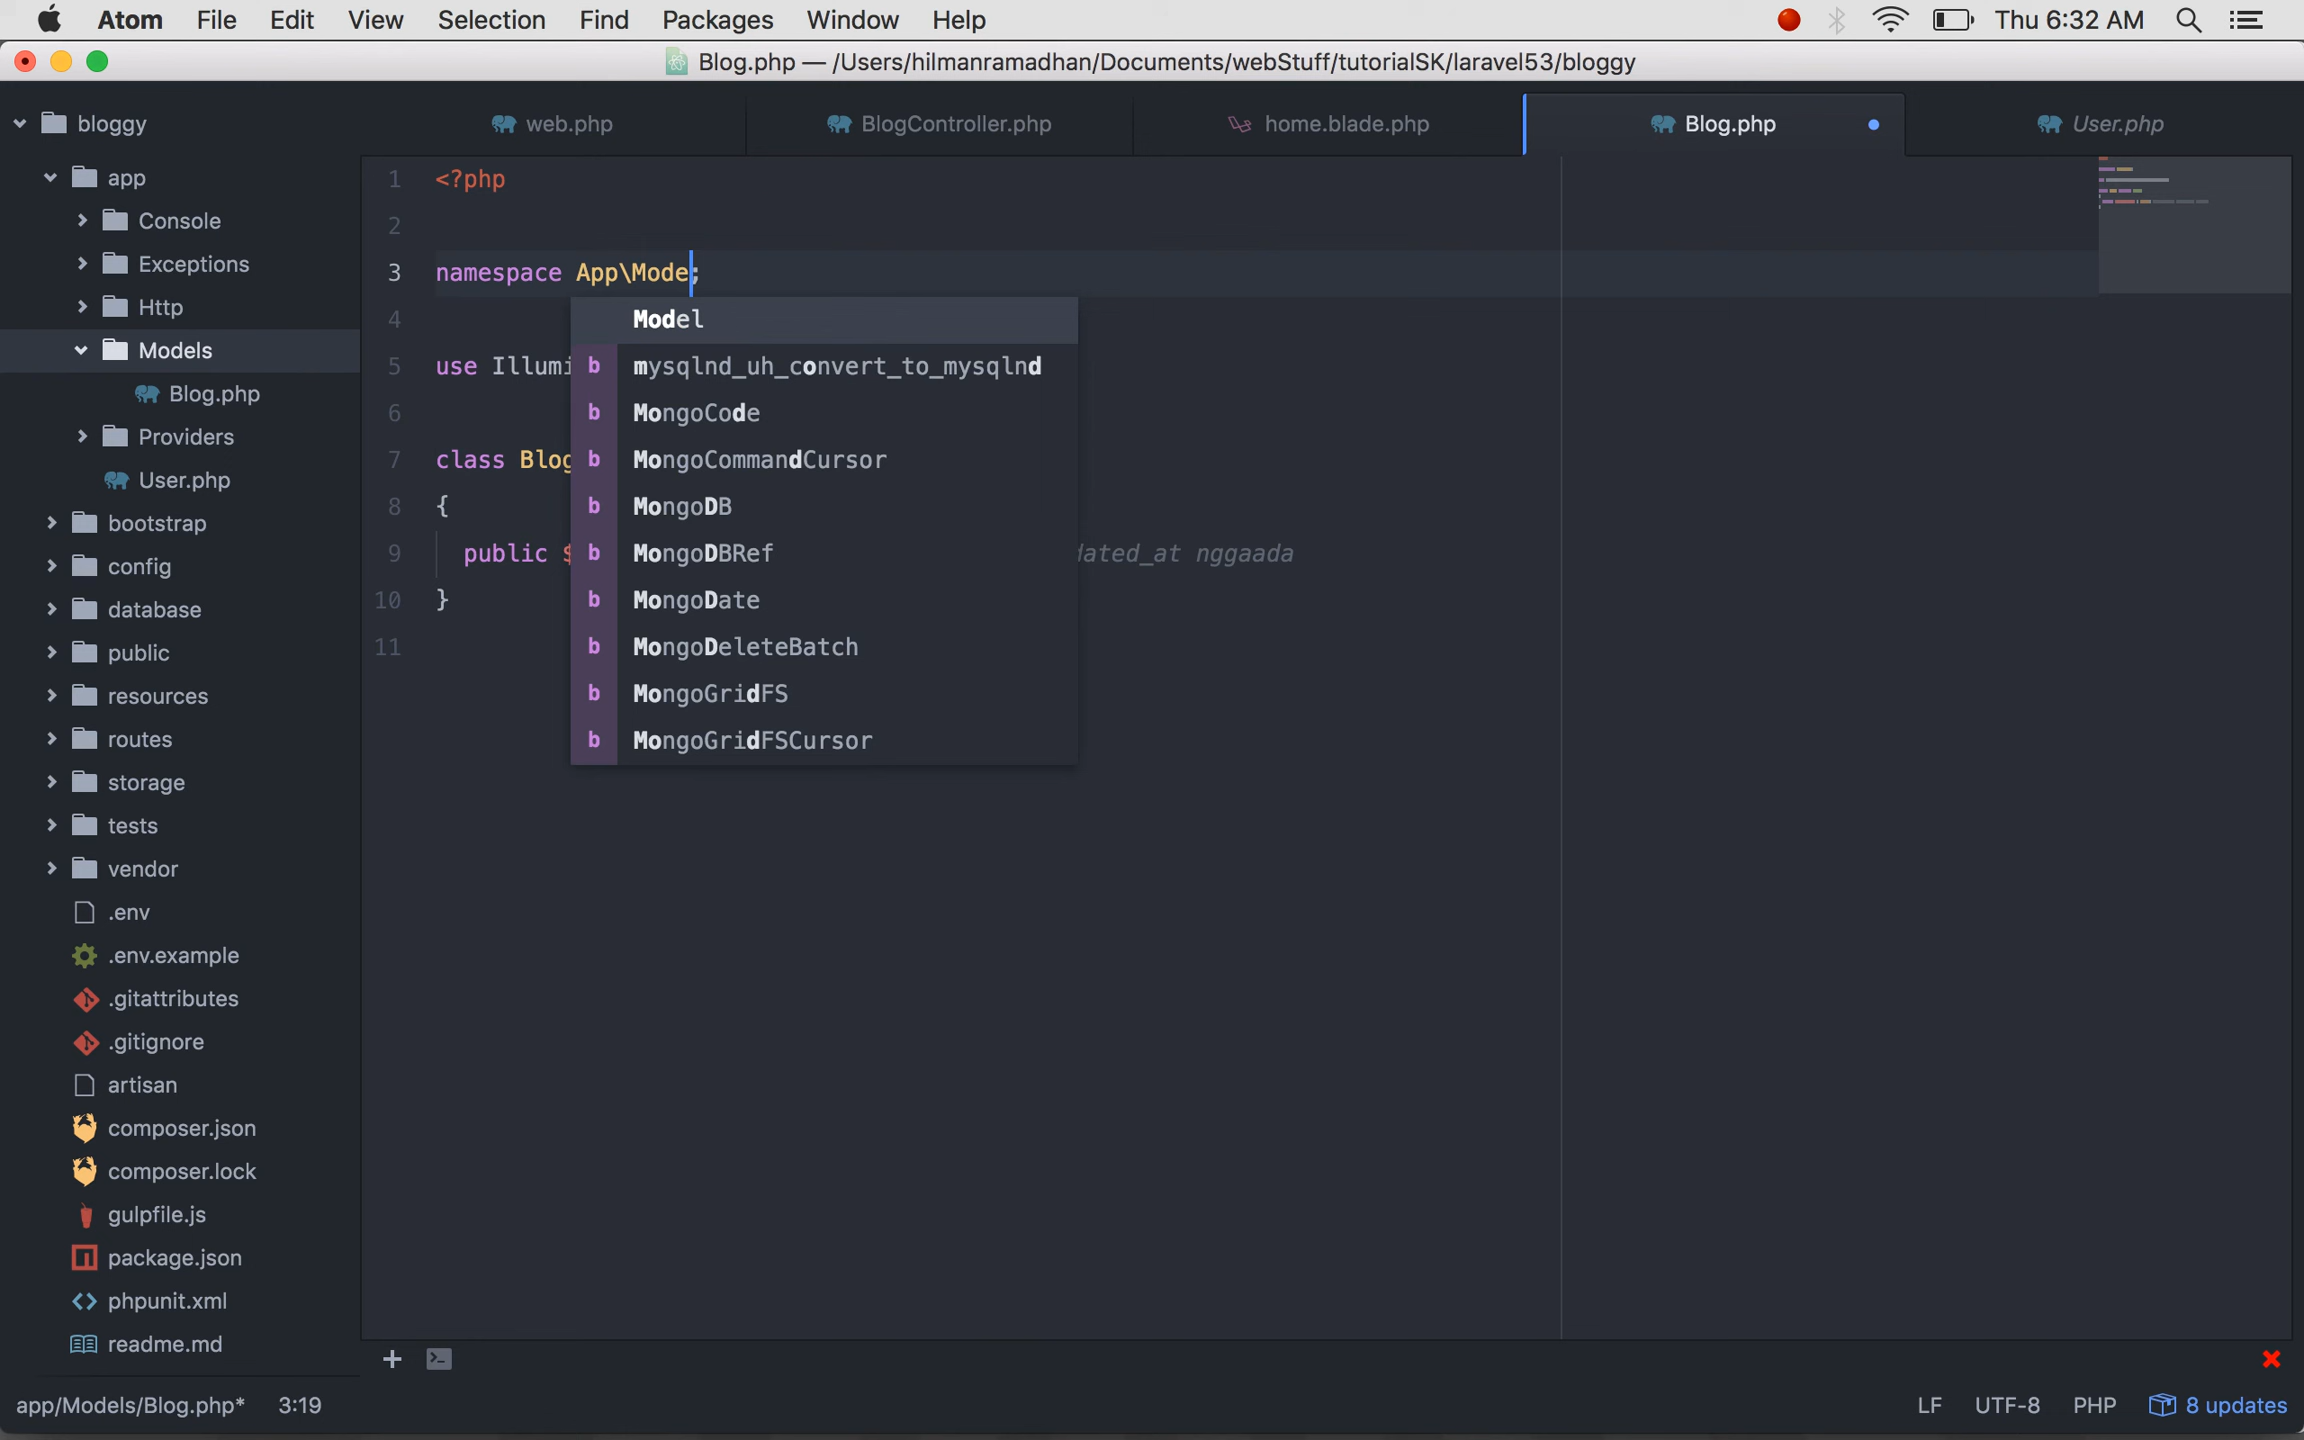 Atom File Edit View Selection Find Packages Window Help Thu 6:32 AM
Blog.php — /Users/hilmanramadhan/Documents/webStuff/tutorialSK/laravel53/bloggy
bloggy
app
Console
Exceptions
Http
Models
Blog.php
Providers
User.php
bootstrap
config
database
public
resources
routes
storage
tests
vendor
.env
.env.example
.gitattributes
.gitignore
artisan
composer.json
composer.lock
gulpfile.js
package.json
phpunit.xml
readme.md
web.php BlogController.php home.blade.php Blog.php User.php
1 <?php
2
3 namespace App\Mode;
4
5 use Illumi
6
7 class Blog
8 {
9 public $ dated_at nggaada
10 }
11
Model
b mysqlnd_uh_convert_to_mysqlnd
b MongoCode
b MongoCommandCursor
b MongoDB
b MongoDBRef
b MongoDate
b MongoDeleteBatch
b MongoGridFS
b MongoGridFSCursor
app/Models/Blog.php* 3:19 LF UTF-8 PHP 8 updates